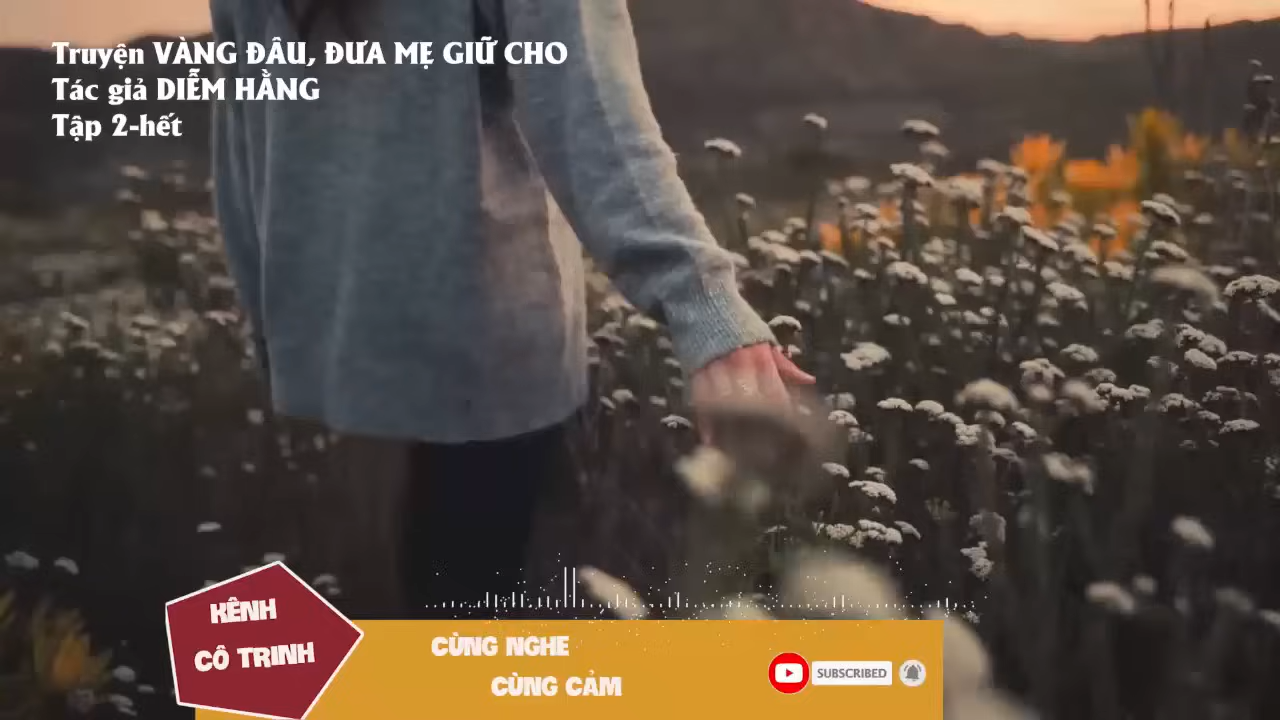 Truyện VÀNG ĐÂU, ĐƯA MẸ GIỮ CHO
Tác giả DIỄM HẰNG
Tập 2-hết
KÊNH
CÔ TRINH
CÙNG NGHE
CÙNG CẢM
SUBSCRIBED